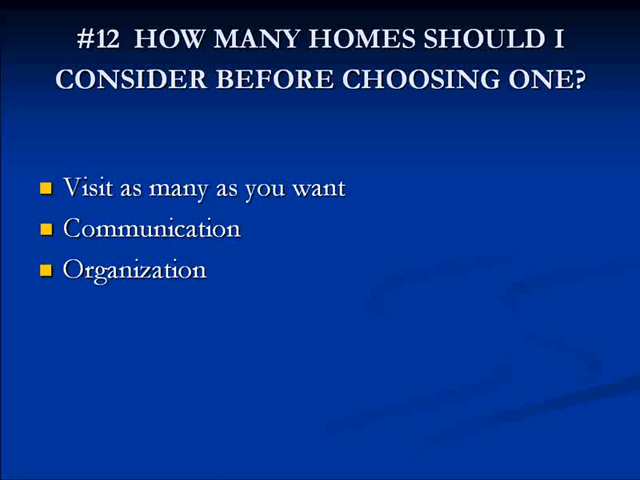 #12 HOW MANY HOMES SHOULD I
CONSIDER BEFORE CHOOSING ONE?
Visit as many as you want
Communication
Organization